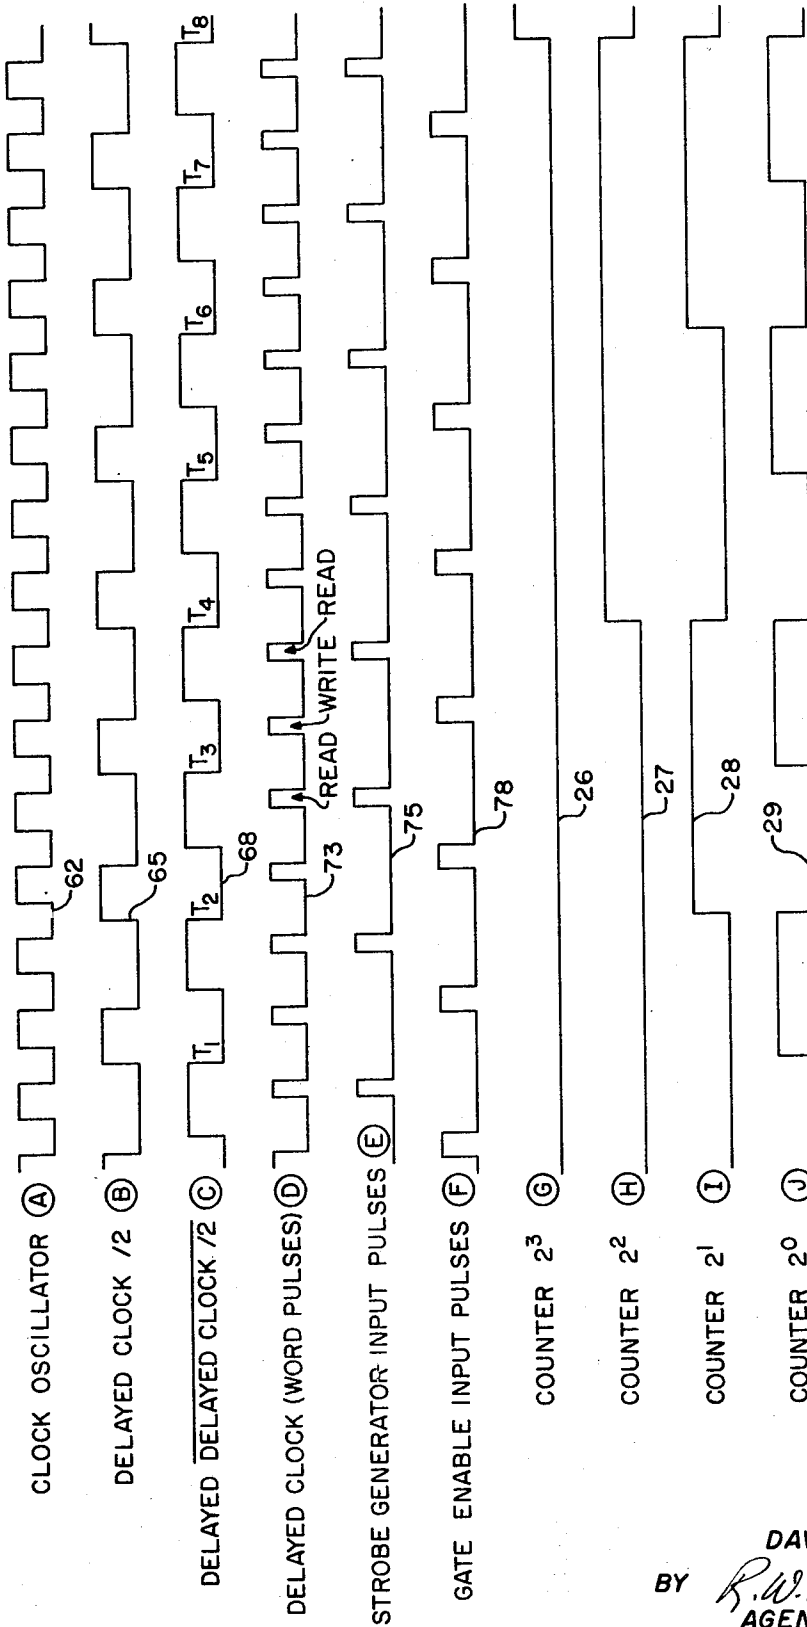 CLOCK OSCILLATOR Ⓐ 62
DELAYED CLOCK /2 Ⓑ 65
DELAYED DELAYED CLOCK /2 Ⓒ T1 T2 T3 T4 T5 T6 T7 T8 68
DELAYED CLOCK (WORD PULSES) Ⓓ 73 READ WRITE READ
STROBE GENERATOR INPUT PULSES Ⓔ 75
GATE ENABLE INPUT PULSES Ⓕ 78
COUNTER 2³ Ⓖ 26
COUNTER 2² Ⓗ 27
COUNTER 2¹ Ⓘ 28
COUNTER 2⁰ Ⓙ 29
BY R.W.